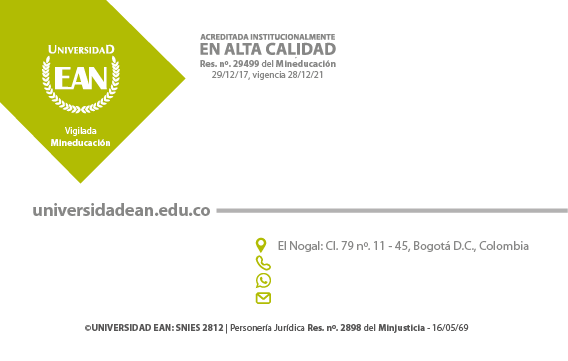 UNIVERSIDAD
EAN
Vigilada
Mineducación
ACREDITADA INSTITUCIONALMENTE
EN ALTA CALIDAD
Res. nº. 29499 del Mineducación
29/12/17, vigencia 28/12/21
universidadean.edu.co
El Nogal: Cl. 79 nº. 11 - 45, Bogotá D.C., Colombia
©UNIVERSIDAD EAN: SNIES 2812 | Personería Jurídica Res. nº. 2898 del Minjusticia - 16/05/69